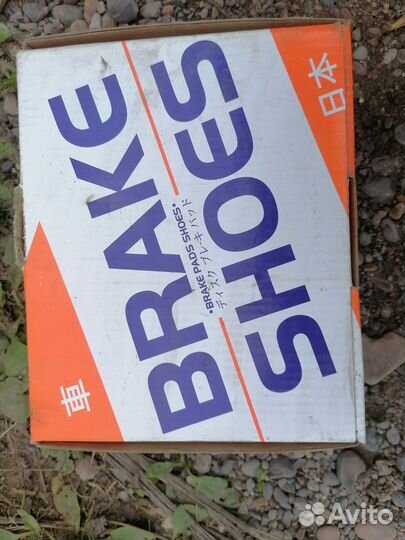 BRAKE
•BRAKE PADS SHOES•
ディスク ブレーキ パッド
SHOES
日本
車
Avito